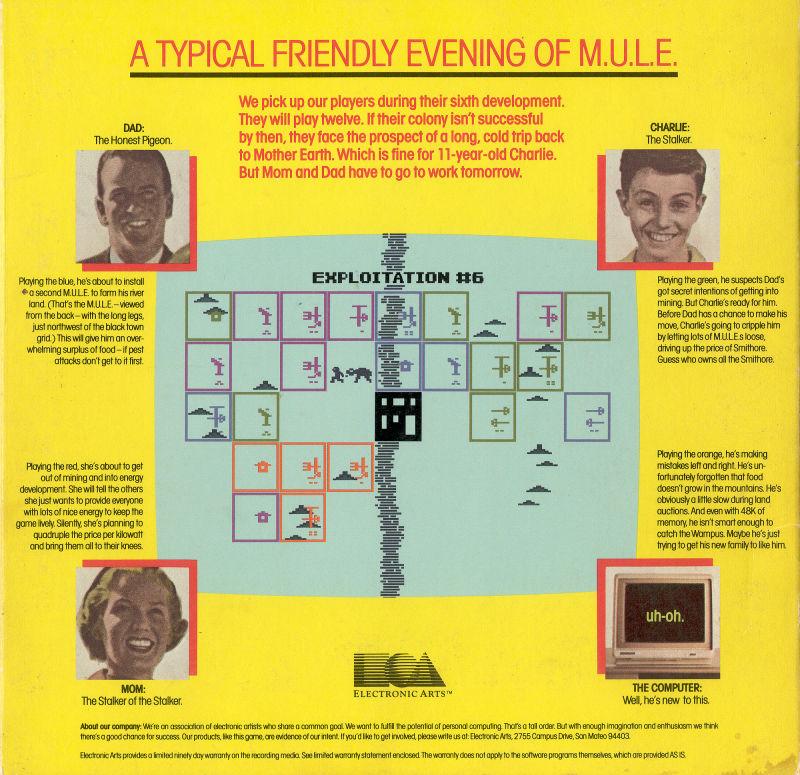 A TYPICAL FRIENDLY EVENING OF M.U.L.E.
We pick up our players during their sixth development.
They will play twelve. If their colony isn't successful
by then, they face the prospect of a long, cold trip back
to Mother Earth. Which is fine for 11-year-old Charlie.
But Mom and Dad have to go to work tomorrow.
DAD:
The Honest Pigeon.
CHARLIE:
The Stalker.
EXPLOITATION #6
Playing the blue, he's about to install
a second M.U.L.E. to farm his river
land. (That's the M.U.L.E.—viewed
from the back—with the long legs,
just northwest of the black town
grid.) This will give him an over-
whelming surplus of food—if pest
attacks don't get to it first.
Playing the green, he suspects Dad's
got secret intentions of getting into
mining. But Charlie's ready for him.
Before Dad has a chance to make his
move, Charlie's going to cripple him
by letting lots of M.U.L.E.s loose,
driving up the price of Smithore.
Guess who owns all the Smithore.
Playing the red, she's about to get
out of mining and into energy
development. She will tell the others
she just wants to provide everyone
with lots of nice energy to keep the
game lively. Silently, she's planning to
quadruple the price per kilowatt
and bring them all to their knees.
Playing the orange, he's making
mistakes left and right. He's un-
fortunately forgotten that food
doesn't grow in the mountains. He's
obviously a little slow during land
auctions. And even with 48K of
memory, he isn't smart enough to
catch the Wampus. Maybe he's just
trying to get his new family to like him.
uh-oh.
MOM:
The Stalker of the Stalker.
THE COMPUTER:
Well, he's new to this.
ELECTRONIC ARTS™
About our company: We're an association of electronic artists who share a common goal. We want to fulfill the potential of personal computing. That's a tall order. But with enough imagination and enthusiasm we think
there's a good chance for success. Our products, like this game, are evidence of our intent. If you'd like to get involved, please write us at: Electronic Arts, 2755 Campus Drive, San Mateo 94403.
Electronic Arts provides a limited ninety day warranty on the recording media. See limited warranty statement enclosed. The warranty does not apply to the software programs themselves, which are provided AS IS.